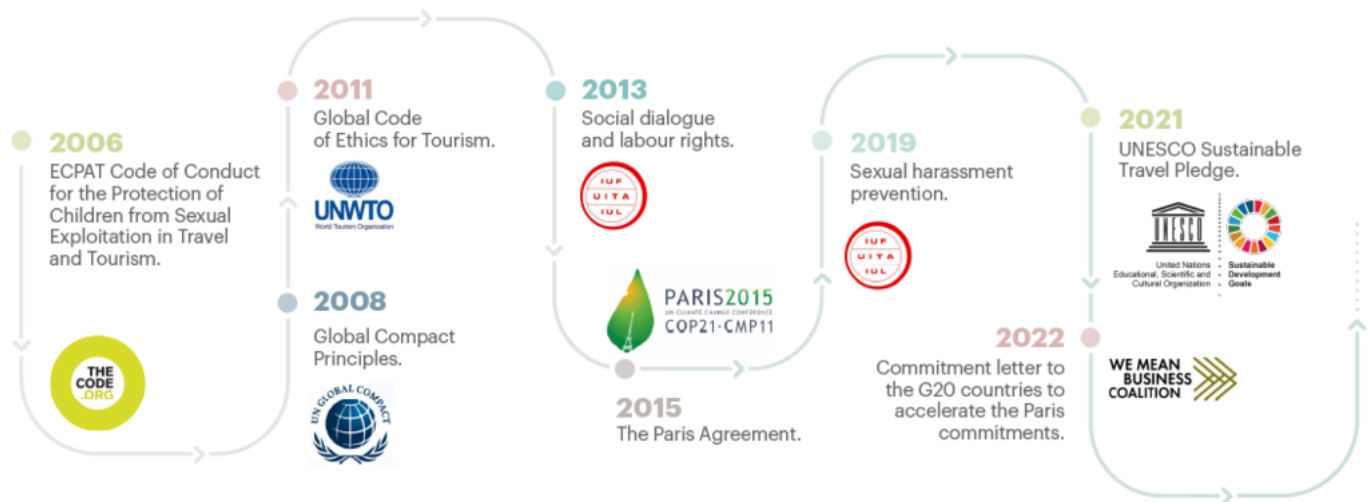 2006
ECPAT Code of Conduct
for the Protection of
Children from Sexual
Exploitation in Travel
and Tourism.
THE
CODE
.ORG
2008
Global Compact
Principles.
UN GLOBAL COMPACT
2011
Global Code
of Ethics for Tourism.
UNWTO
World Tourism Organization
2013
Social dialogue
and labour rights.
IUF
UITA
IUL
PARIS2015
UN CLIMATE CHANGE CONFERENCE
COP21·CMP11
2015
The Paris Agreement.
2019
Sexual harassment
prevention.
IUF
UITA
IUL
2021
UNESCO Sustainable
Travel Pledge.
UNESCO
United Nations
Educational, Scientific and
Cultural Organization
Sustainable
Development
Goals
2022
Commitment letter to
the G20 countries to
accelerate the Paris
commitments.
WE MEAN
BUSINESS
COALITION